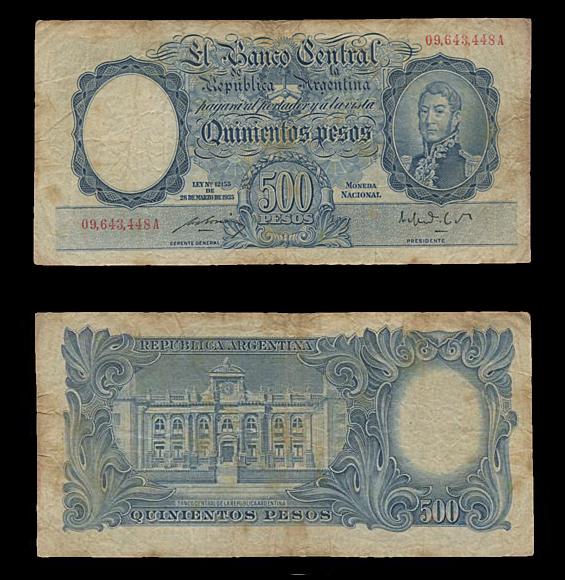 09,643,448A
El Banco Central
de la
República Argentina
pagará al portador y á la vista
Quinientos pesos
LEY Nº 12155
DE
28 DE MARZO DE 1935
500
PESOS
MONEDA
NACIONAL
09,643,448A
GERENTE GENERAL
PRESIDENTE
REPUBLICA ARGENTINA
BANCO CENTRAL DE LA REPUBLICA ARGENTINA
QUINIENTOS PESOS
500